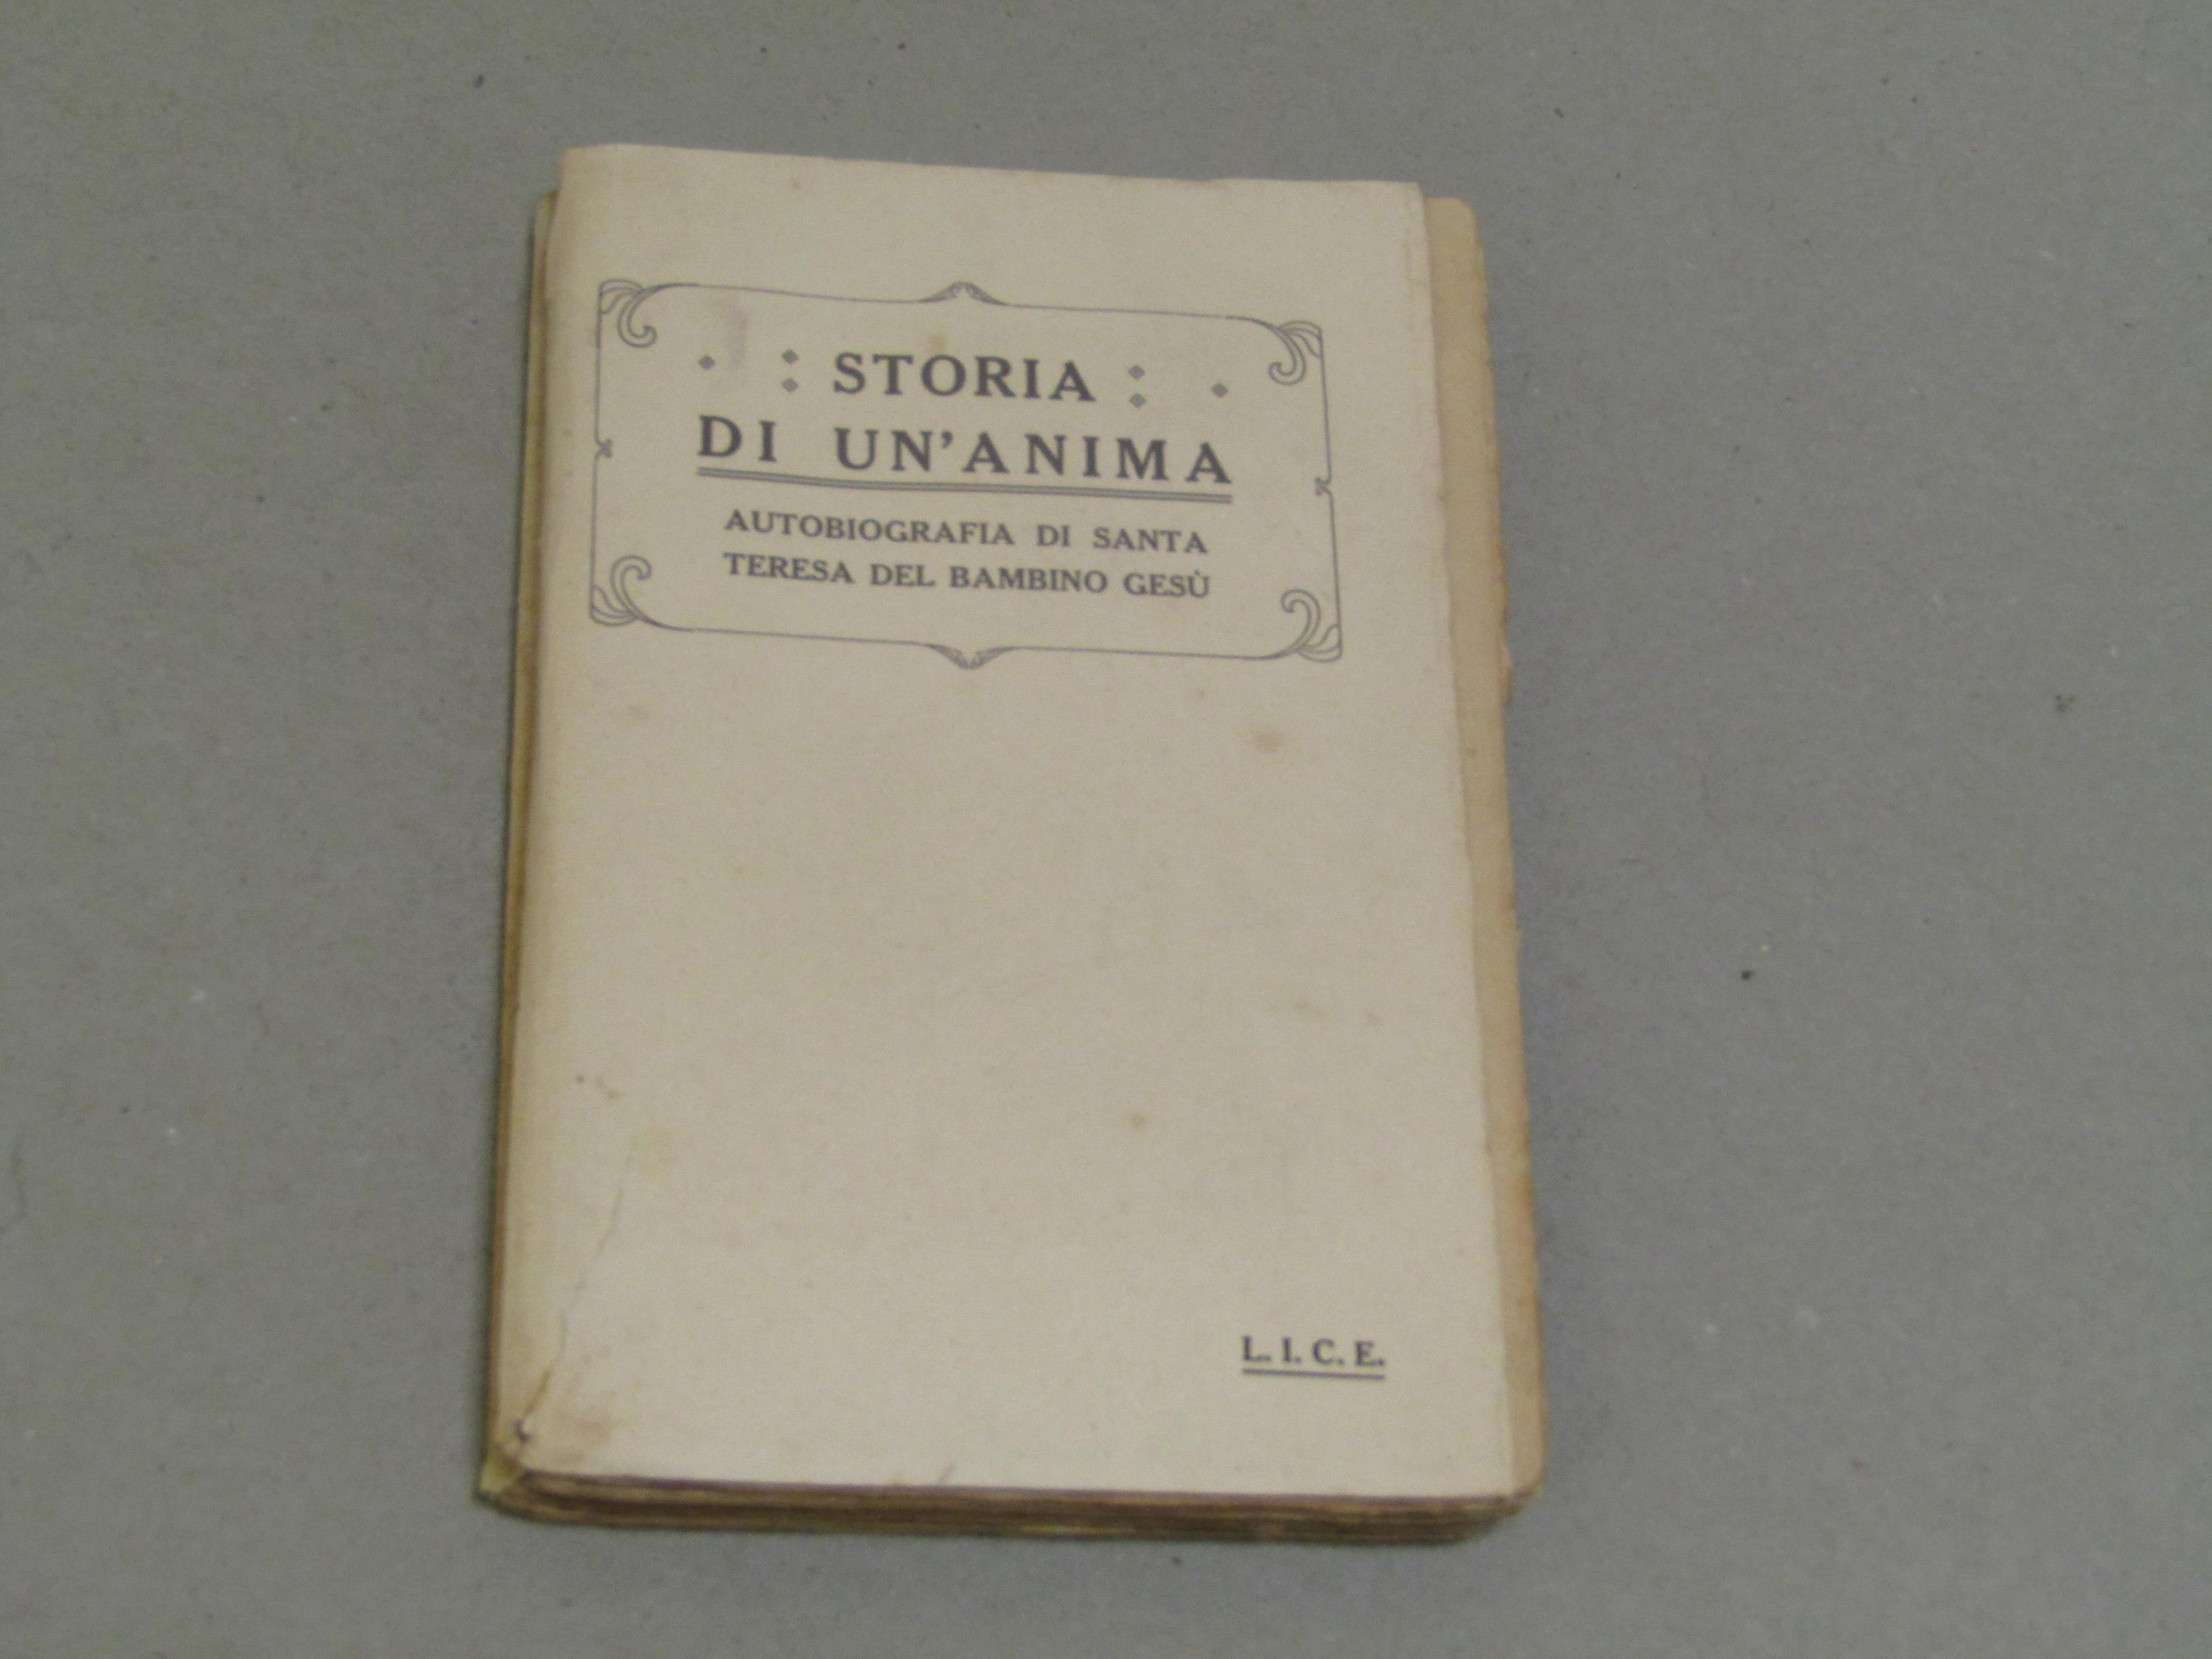 STORIA
DI UN'ANIMA
AUTOBIOGRAFIA DI SANTA
TERESA DEL BAMBINO GESÙ
L. I. C. E.